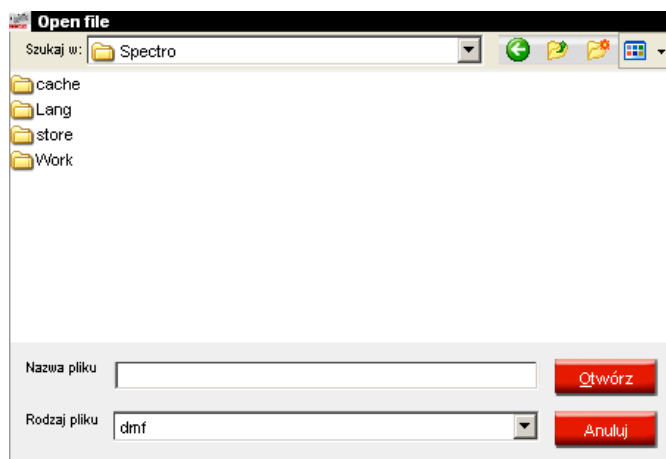 Open file
Szukaj w: Spectro
cache
Lang
store
Work
Nazwa pliku
Otwórz
Rodzaj pliku dmf
Anuluj